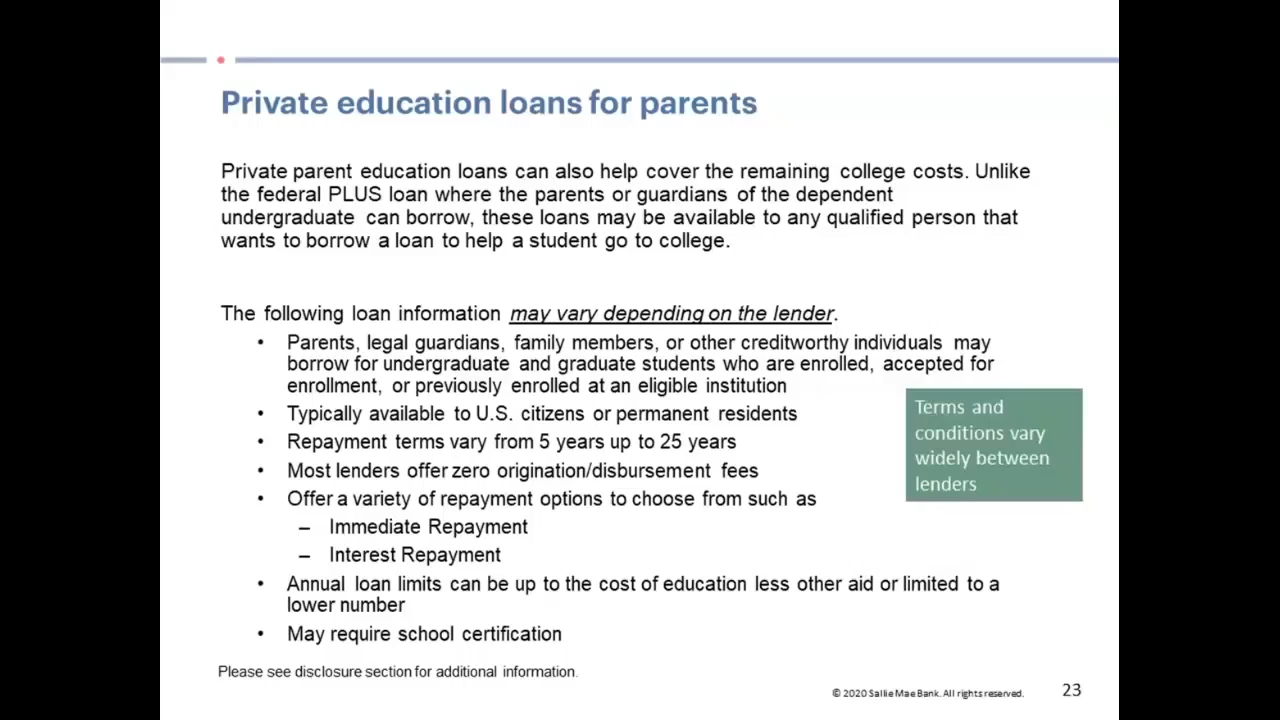 Private education loans for parents
Private parent education loans can also help cover the remaining college costs. Unlike
the federal PLUS loan where the parents or guardians of the dependent
undergraduate can borrow, these loans may be available to any qualified person that
wants to borrow a loan to help a student go to college.
The following loan information may vary depending on the lender.
• Parents, legal guardians, family members, or other creditworthy individuals may
borrow for undergraduate and graduate students who are enrolled, accepted for
enrollment, or previously enrolled at an eligible institution
• Typically available to U.S. citizens or permanent residents
• Repayment terms vary from 5 years up to 25 years
• Most lenders offer zero origination/disbursement fees
• Offer a variety of repayment options to choose from such as
– Immediate Repayment
– Interest Repayment
• Annual loan limits can be up to the cost of education less other aid or limited to a
lower number
• May require school certification
Terms and
conditions vary
widely between
lenders
Please see disclosure section for additional information.
© 2020 Sallie Mae Bank. All rights reserved.
23